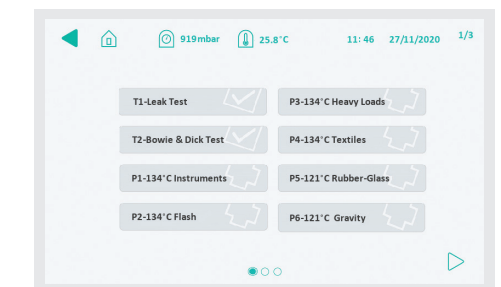 919mbar 25.8°C 11:46 27/11/2020 1/3
T1-Leak Test
T2-Bowie & Dick Test
P1-134°C Instruments
P2-134°C Flash
P3-134°C Heavy Loads
P4-134°C Textiles
P5-121°C Rubber-Glass
P6-121°C Gravity